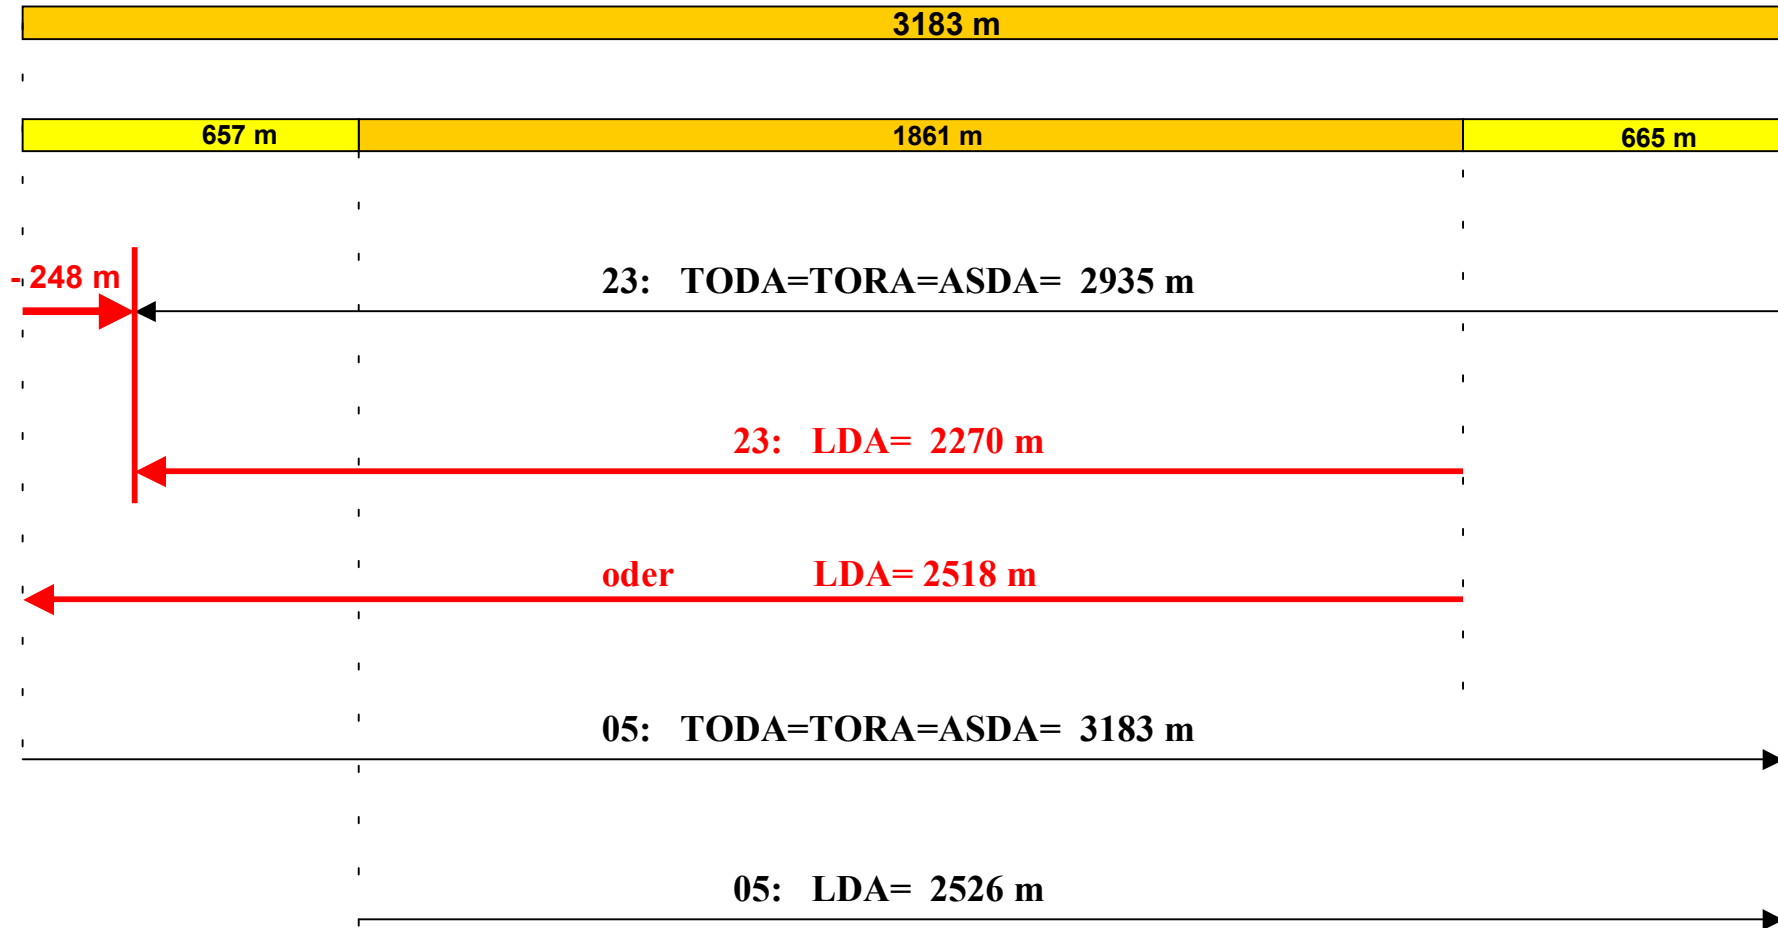 3183 m
657 m 1861 m 665 m
- 248 m 23: TODA=TORA=ASDA= 2935 m
23: LDA= 2270 m
oder LDA= 2518 m
05: TODA=TORA=ASDA= 3183 m
05: LDA= 2526 m